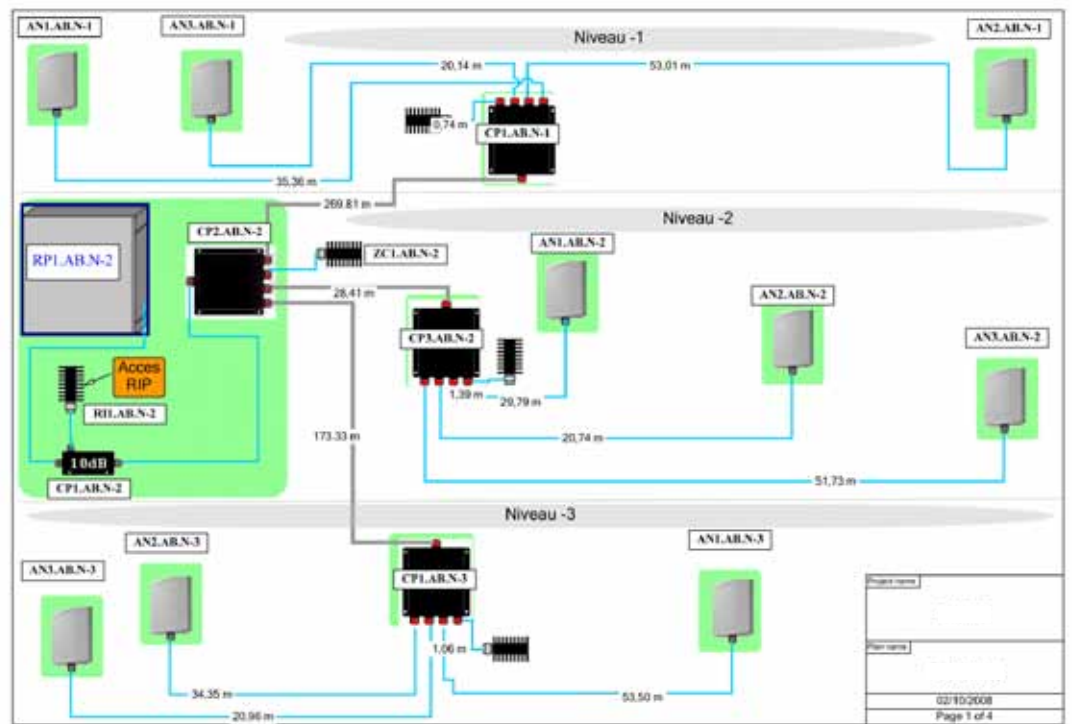 AN1.AB.N-1
AN3.AB.N-1
Niveau -1
AN2.AB.N-1
20,14 m
53,01 m
0,74 m
CP1.AB.N-1
35,36 m
269.81 m
Niveau -2
RP1.AB.N-2
CP2.AB.N-2
ZC1.AB.N-2
AN1.AB.N-2
28,41 m
AN2.AB.N-2
CP3.AB.N-2
AN3.AB.N-2
Acces
RIP
RI1.AB.N-2
1,39 m
29,79 m
173.33 m
20,74 m
10dB
CP1.AB.N-2
51,73 m
Niveau -3
AN2.AB.N-3
AN1.AB.N-3
AN3.AB.N-3
CP1.AB.N-3
Project name
1,06 m
Plan name
34,35 m
53,50 m
20,96 m
02/10/2008
Page 1 of 4